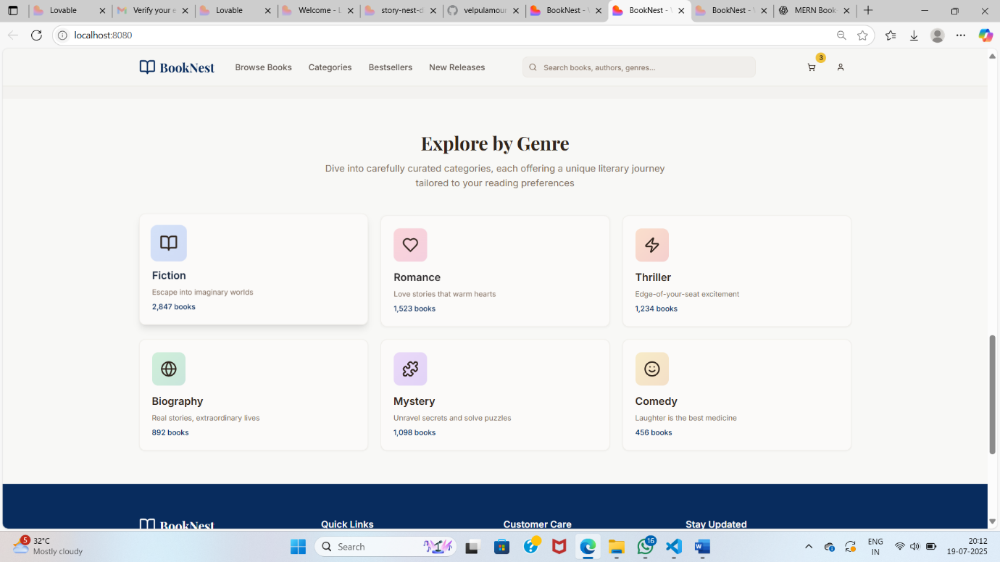 Lovable
Verify your e
Lovable
Welcome - L
story-nest-d
velpulamour
BookNest - V
BookNest - V
BookNest - V
MERN Book
localhost:8080
BookNest
Browse Books
Categories
Bestsellers
New Releases
Search books, authors, genres...
3
Explore by Genre
Dive into carefully curated categories, each offering a unique literary journey
tailored to your reading preferences
Fiction
Escape into imaginary worlds
2,847 books
Romance
Love stories that warm hearts
1,523 books
Thriller
Edge-of-your-seat excitement
1,234 books
Biography
Real stories, extraordinary lives
892 books
Mystery
Unravel secrets and solve puzzles
1,098 books
Comedy
Laughter is the best medicine
456 books
BookNest
Quick Links
Customer Care
Stay Updated
5
32°C
Mostly cloudy
Search
16
ENG
IN
20:12
19-07-2025